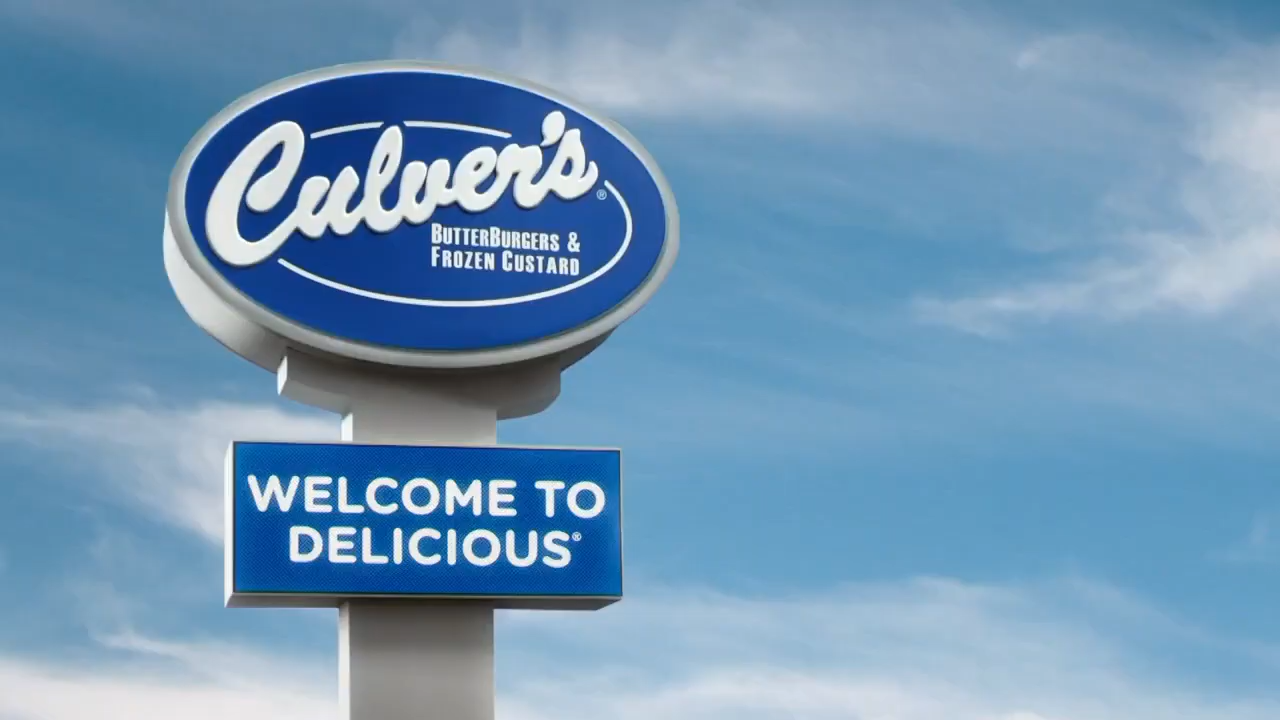 Culver's®
ButterBurgers &
Frozen Custard
WELCOME TO
DELICIOUS®